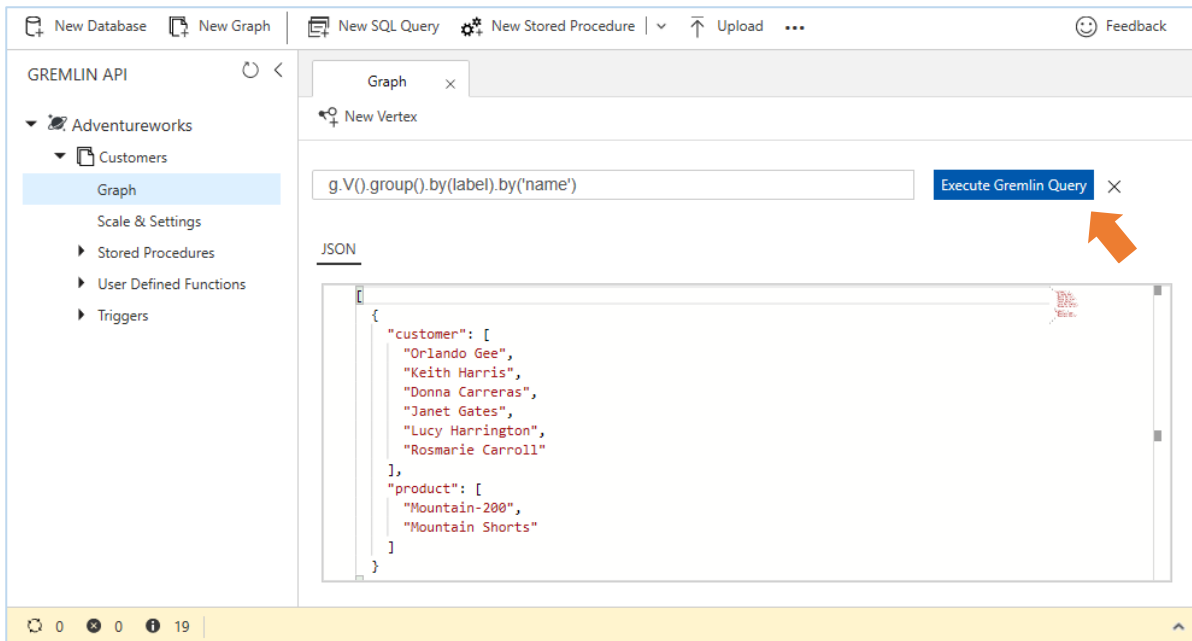 New Database New Graph New SQL Query New Stored Procedure Upload ••• Feedback
GREMLIN API
Graph
New Vertex
Adventureworks
Customers
Graph
Scale & Settings
Stored Procedures
User Defined Functions
Triggers
g.V().group().by(label).by('name')
Execute Gremlin Query
JSON
[
{
"customer": [
"Orlando Gee",
"Keith Harris",
"Donna Carreras",
"Janet Gates",
"Lucy Harrington",
"Rosmarie Carroll"
],
"product": [
"Mountain-200",
"Mountain Shorts"
]
}
0 0 19